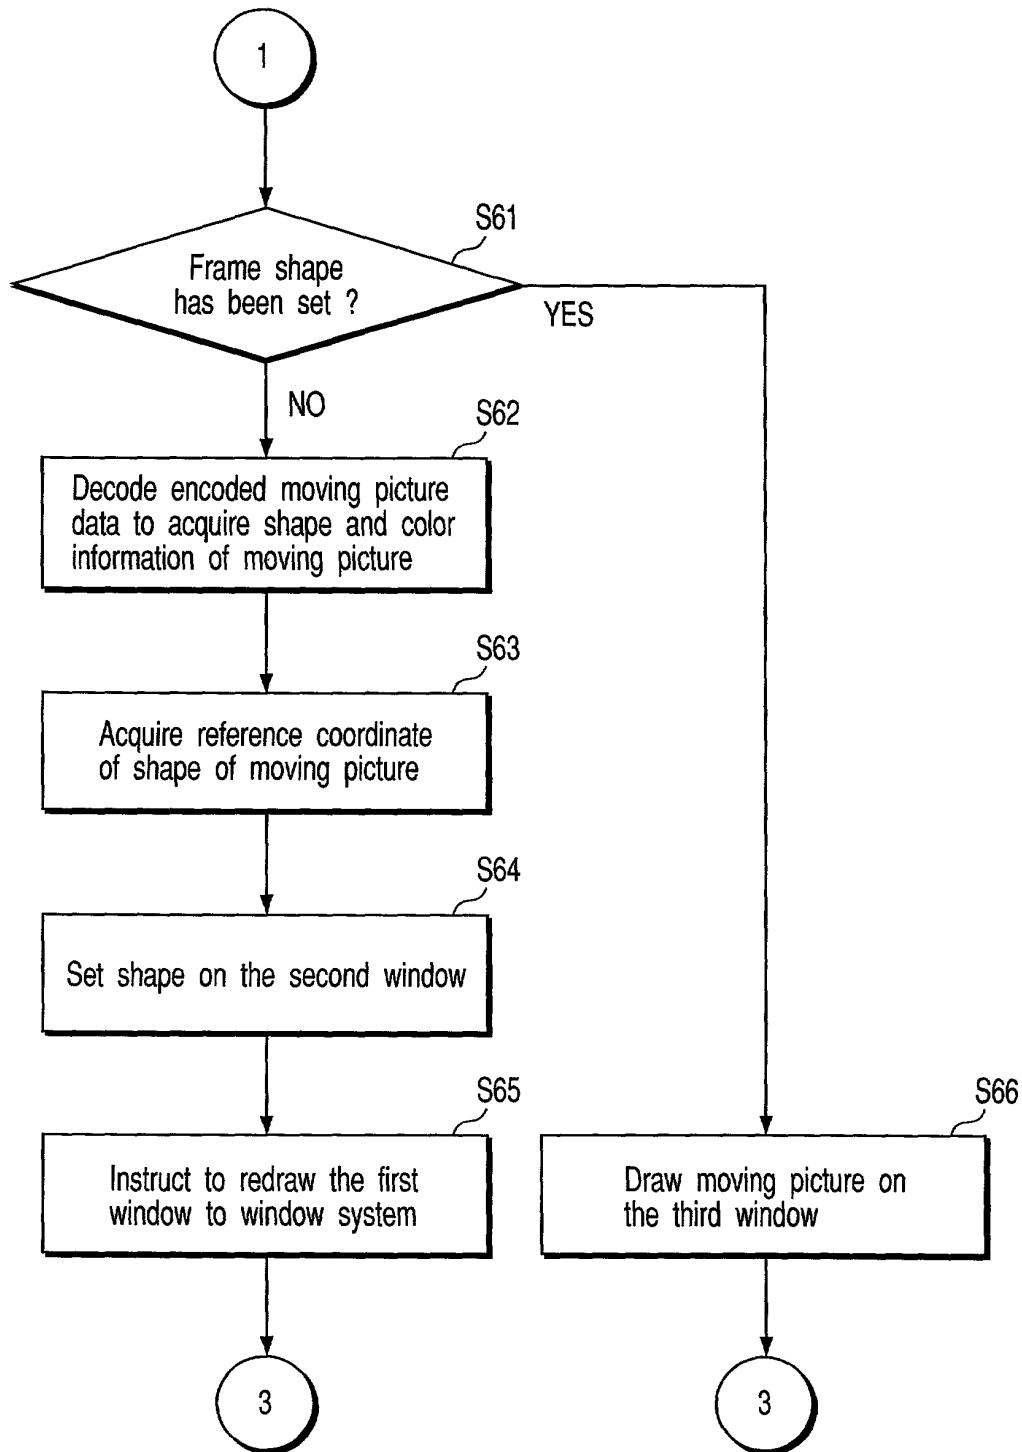 1
S61
Frame shape
has been set ?
YES
NO
S62
Decode encoded moving picture
data to acquire shape and color
information of moving picture
S63
Acquire reference coordinate
of shape of moving picture
S64
Set shape on the second window
S65
Instruct to redraw the first
window to window system
S66
Draw moving picture on
the third window
3
3